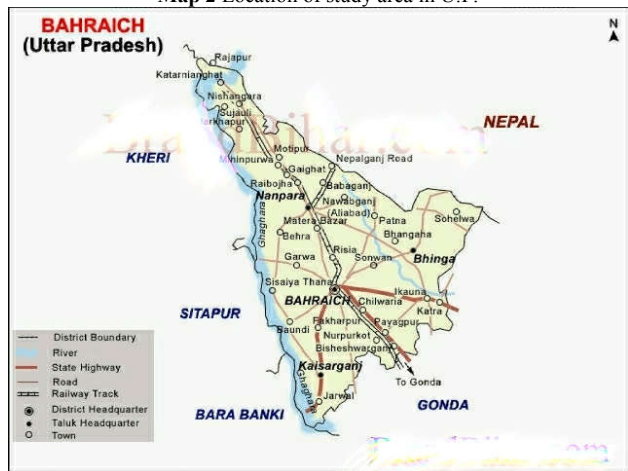 Map 2 Location of study area in U.P.
BAHRAICH
(Uttar Pradesh)
N
Rajapur
Katarnianghat
Nishangara
Sujauli
NEPAL
KHERI
Motipur
Mihinpurwa
Gaighat
Nepalganj Road
Raibojha
Babaganj
Nanpara
Nawabganj
(Aliabad)
Patna
Sohelwa
Ghaghara
Matera Bazar
Behra
Bhangaha
Risia
Bhinga
Garwa
Sonwan
Sisaiya Thana
Ikauna
BAHRAICH
Chilwaria
Katra
SITAPUR
Fakharpur
Payagpur
Baundi
Nurpurkot
Bisheshwarganj
Kaisarganj
Ghaghara
To Gonda
Jarwal
BARA BANKI
GONDA
District Boundary
River
State Highway
Road
Railway Track
District Headquarter
Taluk Headquarter
Town